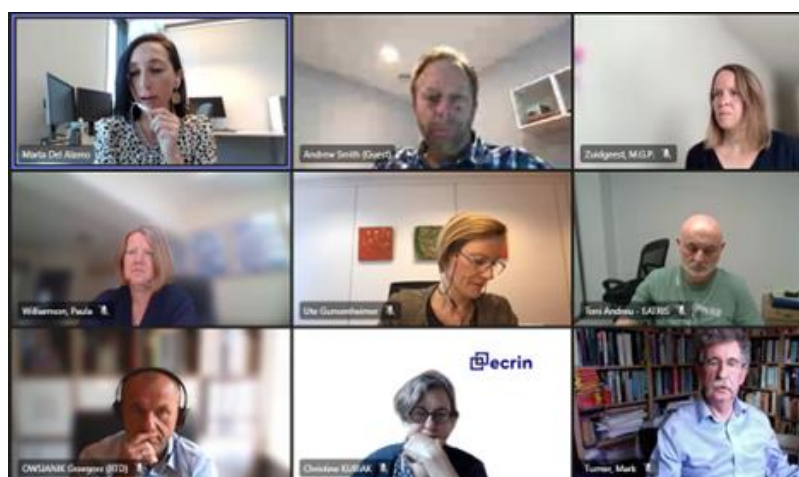 Marta Del Alamo
Andrew Smith (Guest)
Zuidgeest, M.G.P.
Williamson, Paula
Ute Gunsenheimer
Toni Andreu - EATRIS
ecrin
OWSIANIK Grzegorz (RTD)
Christine KUBIAK
Turner, Mark